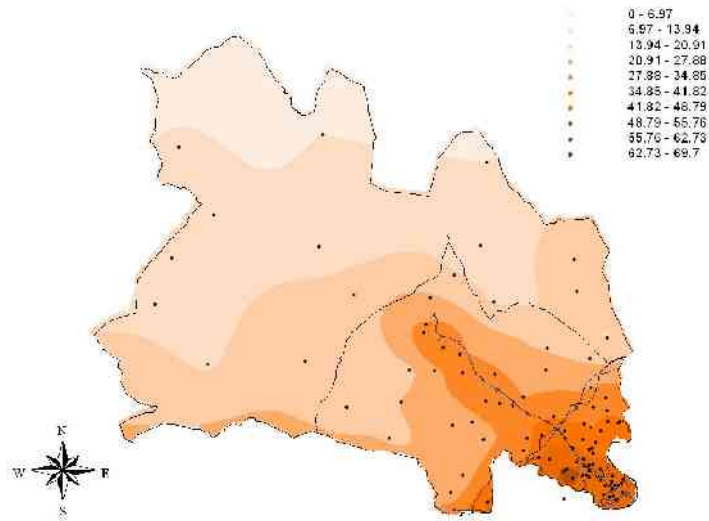 0 - 6.97
6.97 - 13.94
13.94 - 20.91
20.91 - 27.88
27.88 - 34.85
34.85 - 41.82
41.82 - 48.79
48.79 - 55.76
55.76 - 62.73
62.73 - 69.7
N
W E
S